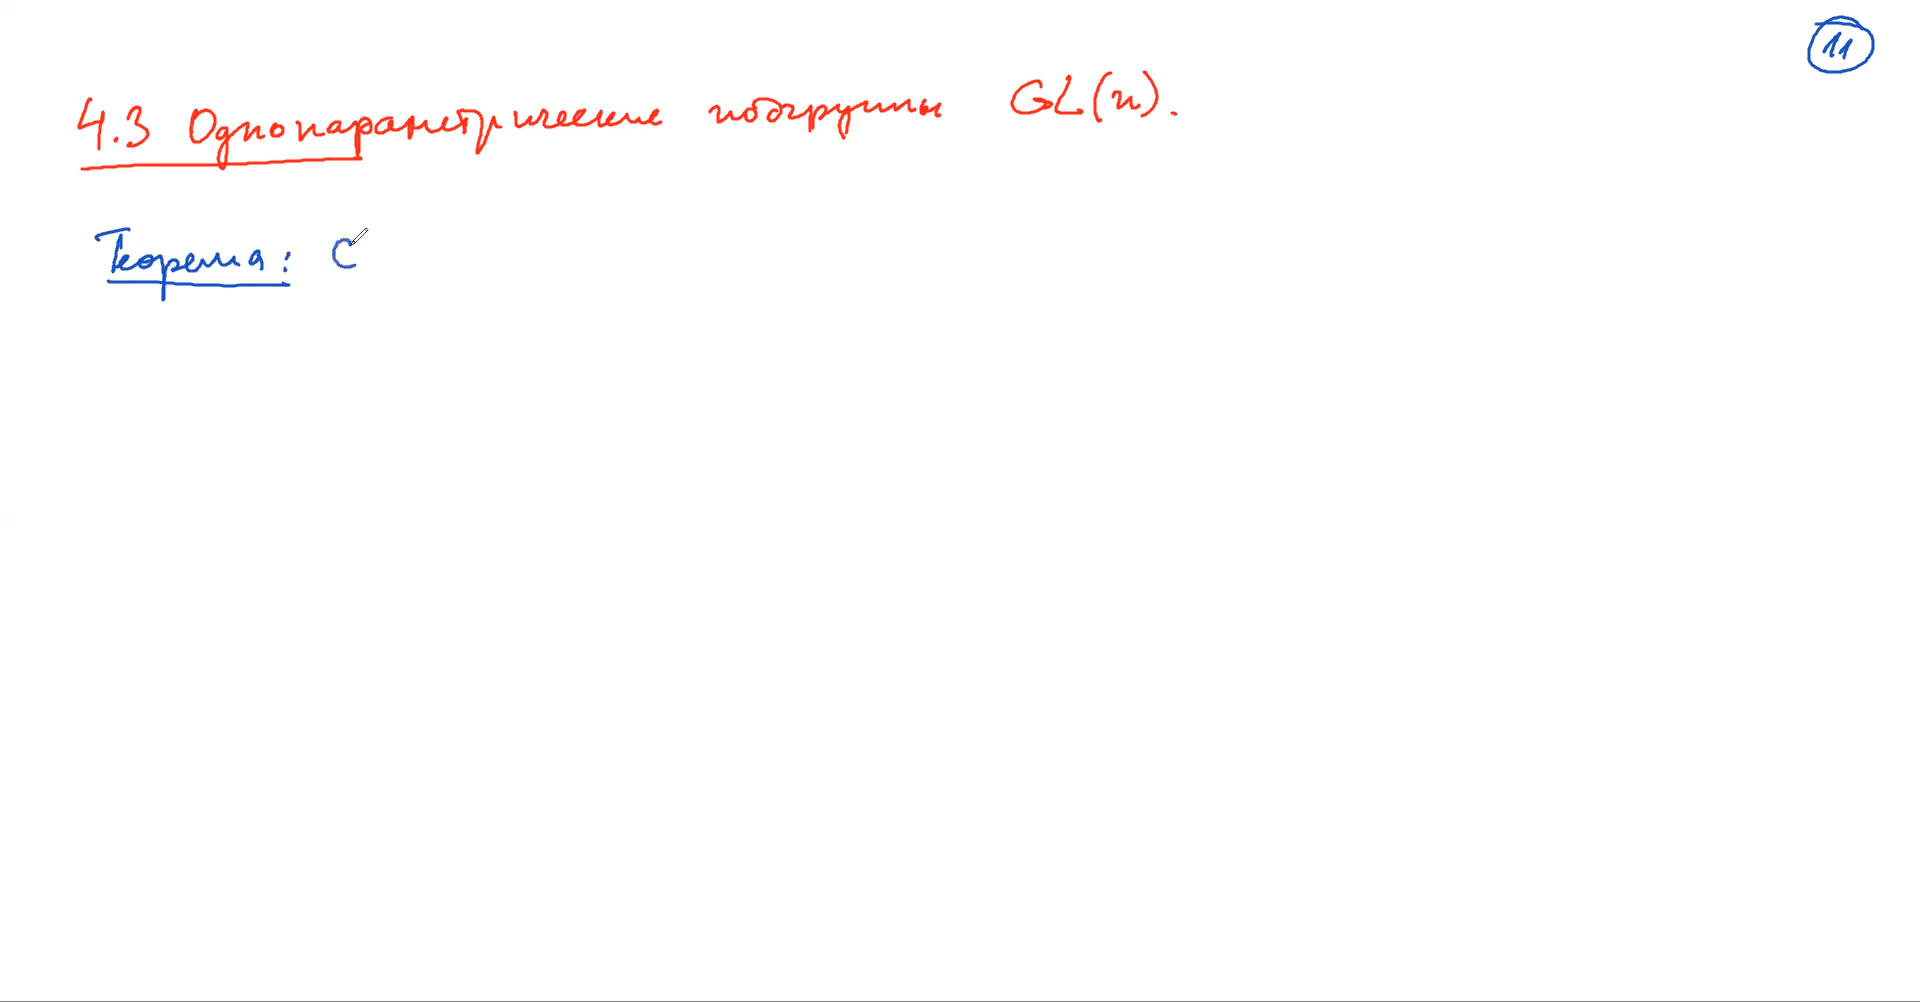 11
4.3 Однопараметрические подгруппы GL(n).
Теорема: С